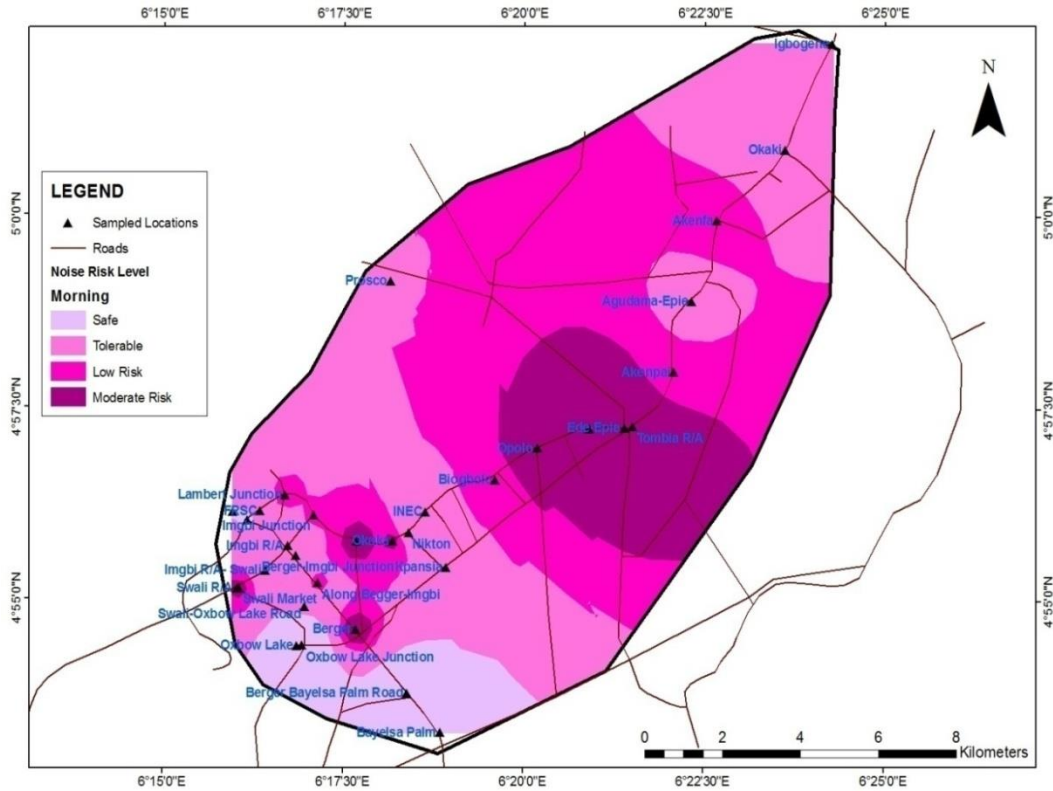 6°15'0"E 6°17'30"E 6°20'0"E 6°22'30"E 6°25'0"E
Igbogene
N
Okaki
LEGEND
Sampled Locations
Roads
Noise Risk Level
Morning
Safe
Tolerable
Low Risk
Moderate Risk
5°0'0"N
5°0'0"N
Akenfa
Prosco
Agudama-Epie
Akenpai
4°57'30"N
4°57'30"N
Ede-Epie
Tombia R/A
Opolo
Biogbolo
Lambert Junction
FRSC
INEC
Imgbi Junction
Nikton
Imgbi R/A
Berger-Imgbi Junction
Kpansia
Imgbi R/A- Swali
Swali R/A
Swali Market
Along Begger-Imgbi
4°55'0"N
4°55'0"N
Swali-Oxbow Lake Road
Berger
Oxbow Lake
Oxbow Lake Junction
Berger Bayelsa Palm Road
Bayelsa Palm
0 1 2 4 6 8
Kilometers
6°15'0"E 6°17'30"E 6°20'0"E 6°22'30"E 6°25'0"E